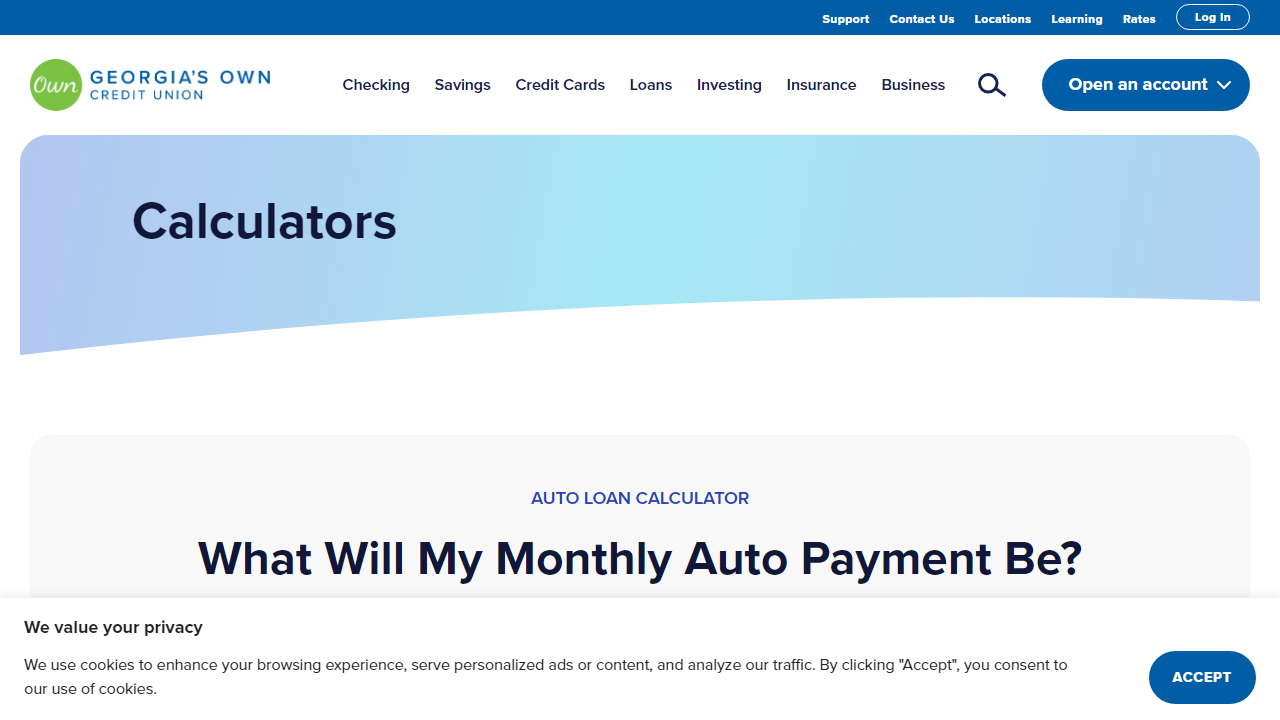 Support Contact Us Locations Learning Rates Log In
Own GEORGIA'S OWN
CREDIT UNION
Checking Savings Credit Cards Loans Investing Insurance Business Open an account
Calculators
AUTO LOAN CALCULATOR
What Will My Monthly Auto Payment Be?
We value your privacy
We use cookies to enhance your browsing experience, serve personalized ads or content, and analyze our traffic. By clicking "Accept", you consent to
our use of cookies.
ACCEPT